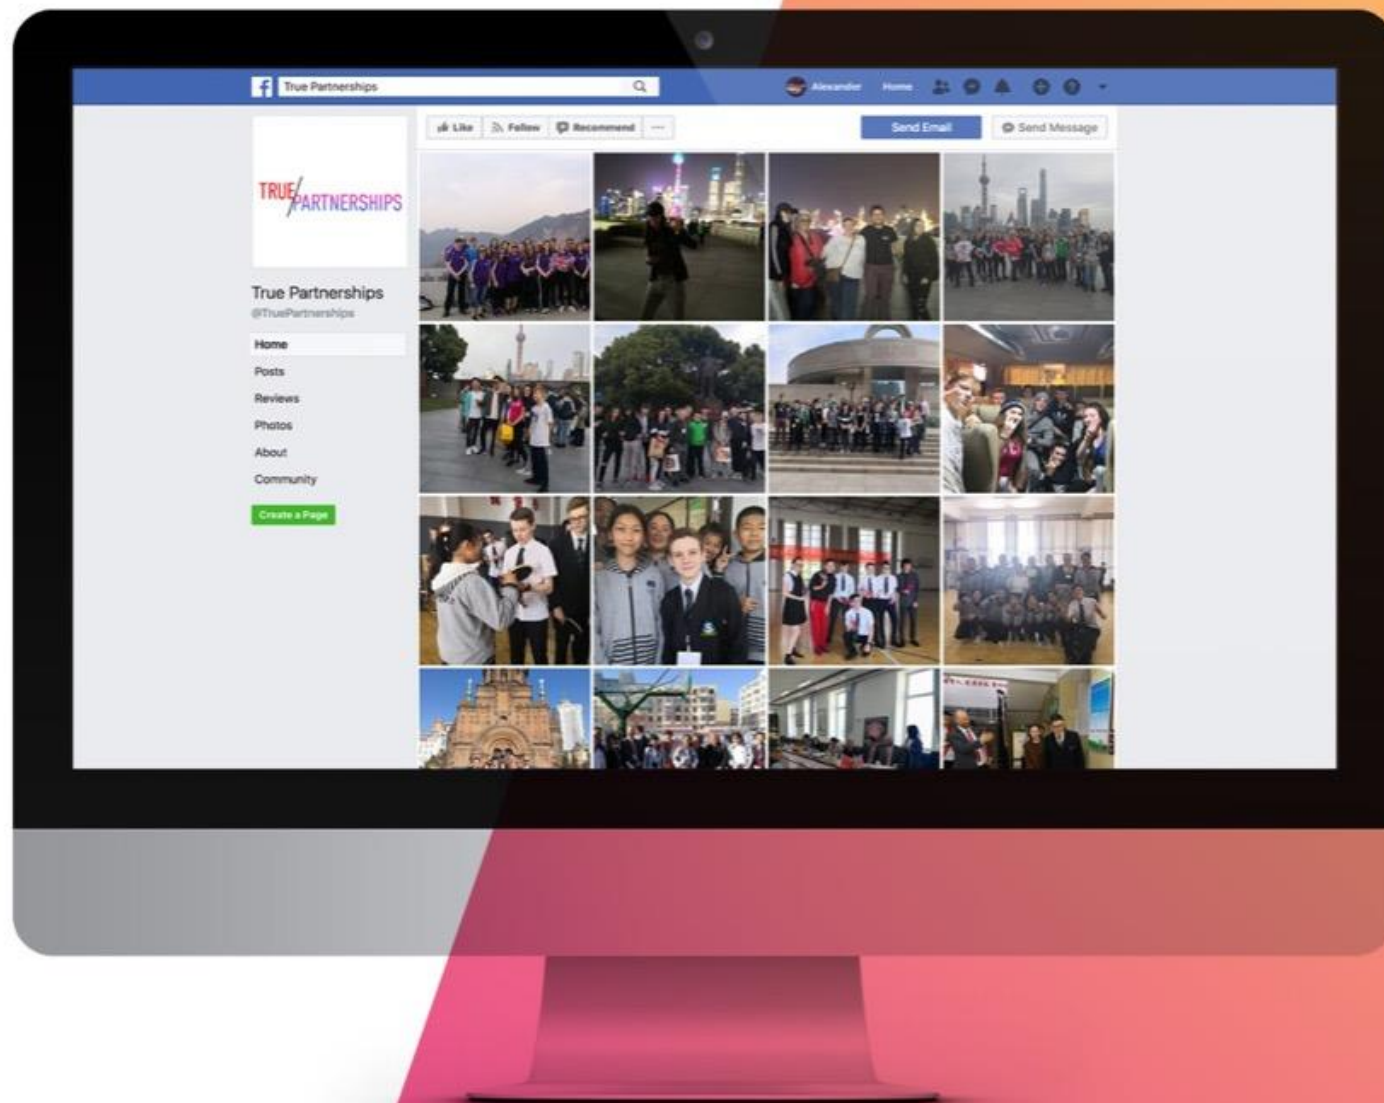 True Partnerships
Alexander Home
Like Follow Recommend ...
Send Email Send Message
TRUE/PARTNERSHIPS
True Partnerships
@TruePartnerships
Home
Posts
Reviews
Photos
About
Community
Create a Page